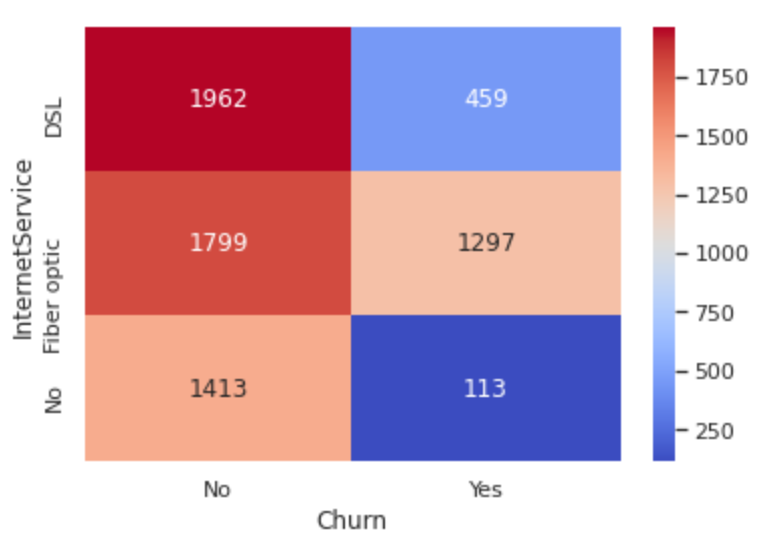 InternetService
DSL
Fiber optic
No
1962 459
1799 1297
1413 113
No Yes
Churn
1750
1500
1250
1000
750
500
250